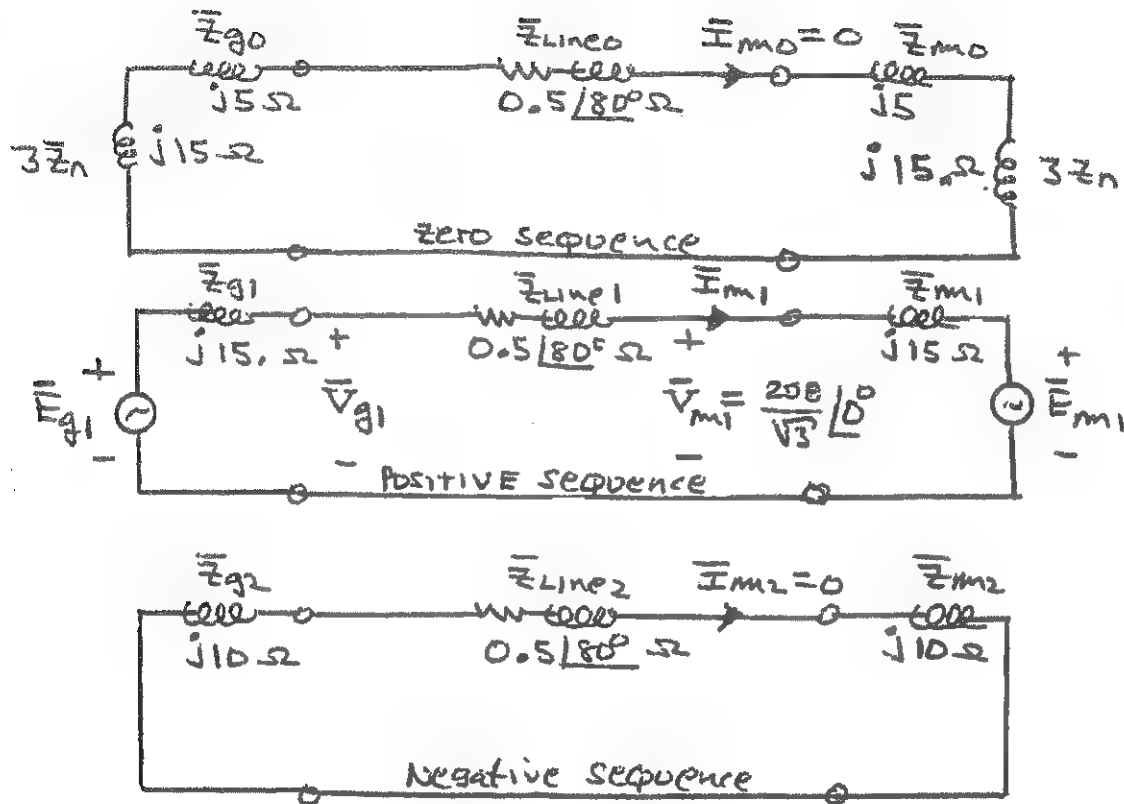 Z̄g0 Z̄Line0 Īm0 = 0 Z̄m0
j5 Ω 0.5∠80° Ω j5
3Z̄n j15 Ω j15. Ω 3Zn
Zero sequence
Z̄g1 Z̄Line1 Īm1 Z̄m1
j15. Ω + 0.5∠80° Ω + j15 Ω
+ Ēg1 - V̄g1 - V̄m1 = 208/√3 ∠0° - + Ēm1 -
Positive sequence
Z̄g2 Z̄Line2 Īm2 = 0 Z̄m2
j10 Ω 0.5∠80° Ω j10 Ω
Negative sequence